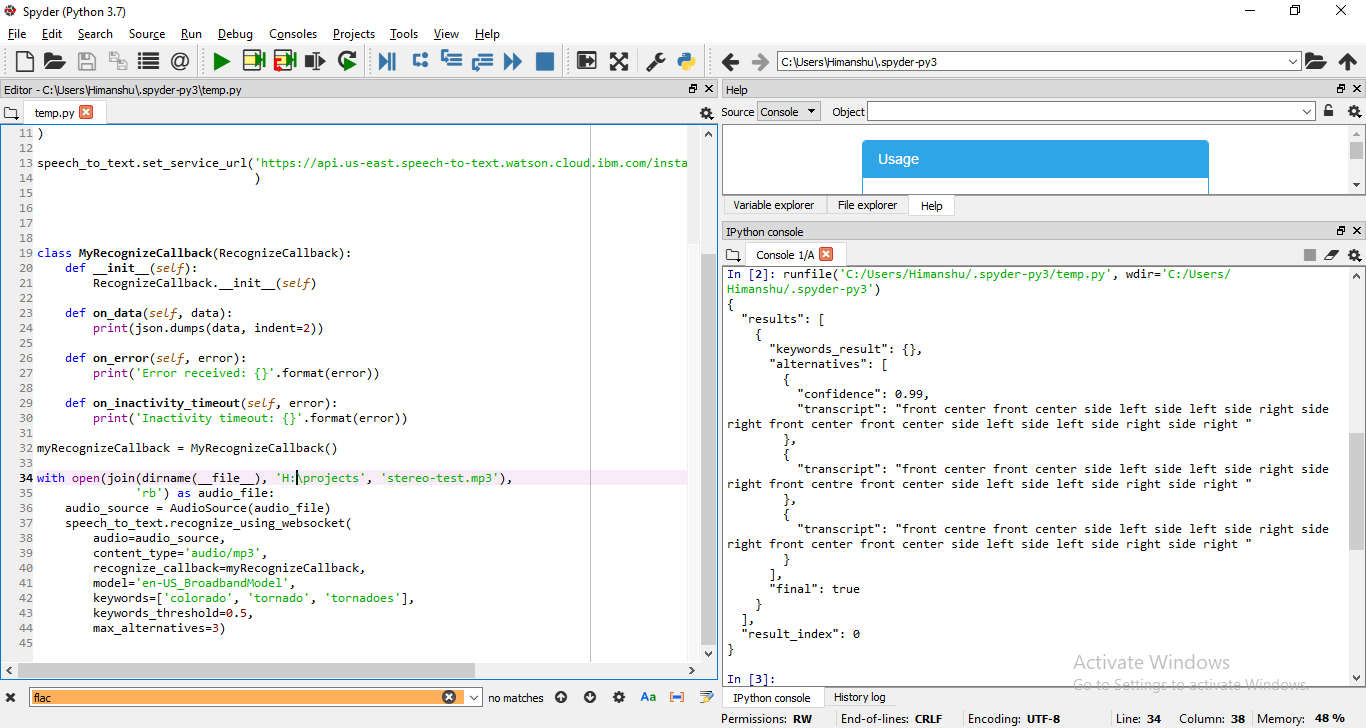 Spyder (Python 3.7)
File Edit Search Source Run Debug Consoles Projects Tools View Help
C:\Users\Himanshu\.spyder-py3
Editor - C:\Users\Himanshu\.spyder-py3\temp.py
temp.py
11 )
12
13 speech_to_text.set_service_url('https://api.us-east.speech-to-text.watson.cloud.ibm.com/insta
14 )
15
16
17
18
19 class MyRecognizeCallback(RecognizeCallback):
20 def __init__(self):
21 RecognizeCallback.__init__(self)
22
23 def on_data(self, data):
24 print(json.dumps(data, indent=2))
25
26 def on_error(self, error):
27 print('Error received: {}'.format(error))
28
29 def on_inactivity_timeout(self, error):
30 print('Inactivity timeout: {}'.format(error))
31
32 myRecognizeCallback = MyRecognizeCallback()
33
34 with open(join(dirname(__file__), 'H:\projects', 'stereo-test.mp3'),
35 'rb') as audio_file:
36 audio_source = AudioSource(audio_file)
37 speech_to_text.recognize_using_websocket(
38 audio=audio_source,
39 content_type='audio/mp3',
40 recognize_callback=myRecognizeCallback,
41 model='en-US_BroadbandModel',
42 keywords=['colorado', 'tornado', 'tornadoes'],
43 keywords_threshold=0.5,
44 max_alternatives=3)
45
flac
no matches
Aa
Help
Source Console Object
Usage
Variable explorer File explorer Help
IPython console
Console 1/A
In [2]: runfile('C:/Users/Himanshu/.spyder-py3/temp.py', wdir='C:/Users/
Himanshu/.spyder-py3')
{
"results": [
{
"keywords_result": {},
"alternatives": [
{
"confidence": 0.99,
"transcript": "front center front center side left side left side right side
right front center front center side left side left side right side right "
},
{
"transcript": "front center front center side left side left side right side
right front centre front center side left side left side right side right "
},
{
"transcript": "front centre front center side left side left side right side
right front center front center side left side left side right side right "
}
],
"final": true
}
],
"result_index": 0
}
In [3]:
Activate Windows
Go to Settings to activate Windows.
IPython console History log
Permissions: RW End-of-lines: CRLF Encoding: UTF-8 Line: 34 Column: 38 Memory: 48 %